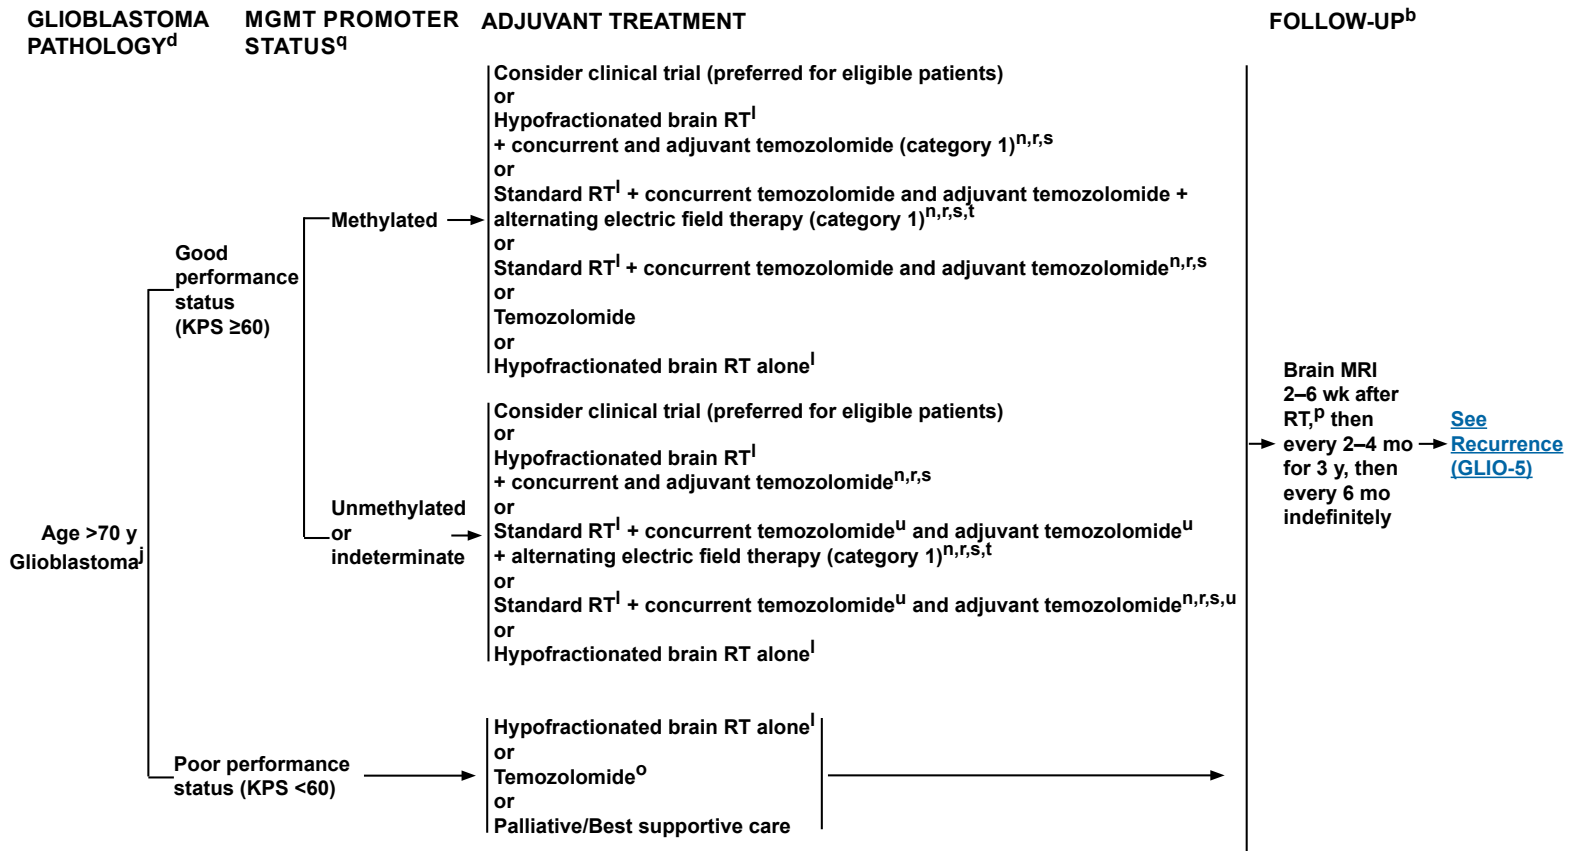 GLIOBLASTOMA
PATHOLOGYd
MGMT PROMOTER
STATUSq
ADJUVANT TREATMENT
FOLLOW-UPb
Age >70 y
Glioblastomaj
Good
performance
status
(KPS ≥60)
Methylated
Consider clinical trial (preferred for eligible patients)
or
Hypofractionated brain RTl
+ concurrent and adjuvant temozolomide (category 1)n,r,s
or
Standard RTl + concurrent temozolomide and adjuvant temozolomide +
alternating electric field therapy (category 1)n,r,s,t
or
Standard RTl + concurrent temozolomide and adjuvant temozolomiden,r,s
or
Temozolomide
or
Hypofractionated brain RT alonel
Unmethylated
or
indeterminate
Consider clinical trial (preferred for eligible patients)
or
Hypofractionated brain RTl
+ concurrent and adjuvant temozolomiden,r,s
or
Standard RTl + concurrent temozolomideu and adjuvant temozolomideu
+ alternating electric field therapy (category 1)n,r,s,t
or
Standard RTl + concurrent temozolomideu and adjuvant temozolomiden,r,s,u
or
Hypofractionated brain RT alonel
Poor performance
status (KPS <60)
Hypofractionated brain RT alonel
or
Temozolomideo
or
Palliative/Best supportive care
Brain MRI
2–6 wk after
RT,p then
every 2–4 mo
for 3 y, then
every 6 mo
indefinitely
See
Recurrence
(GLIO-5)